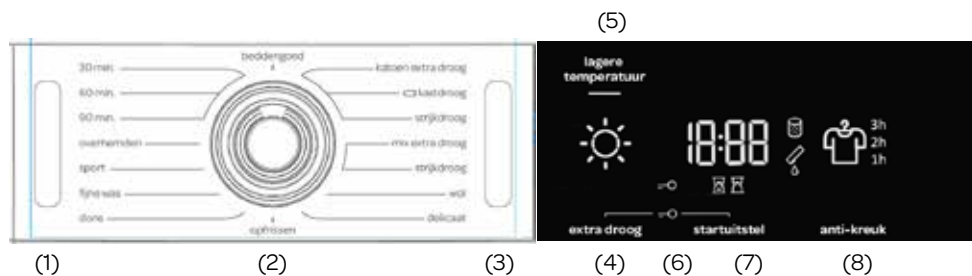 (5)
beddengoed
30 min.
60 min.
90 min.
overhemden
sport
fijne was
dons
opfrissen
katoen extra droog
kastdroog
strijkdroog
mix extra droog
strijkdroog
wol
delicaat
lagere
temperatuur
18:88
3h
2h
1h
extra droog
startuitstel
anti-kreuk
(1)
(2)
(3)
(4)
(6)
(7)
(8)